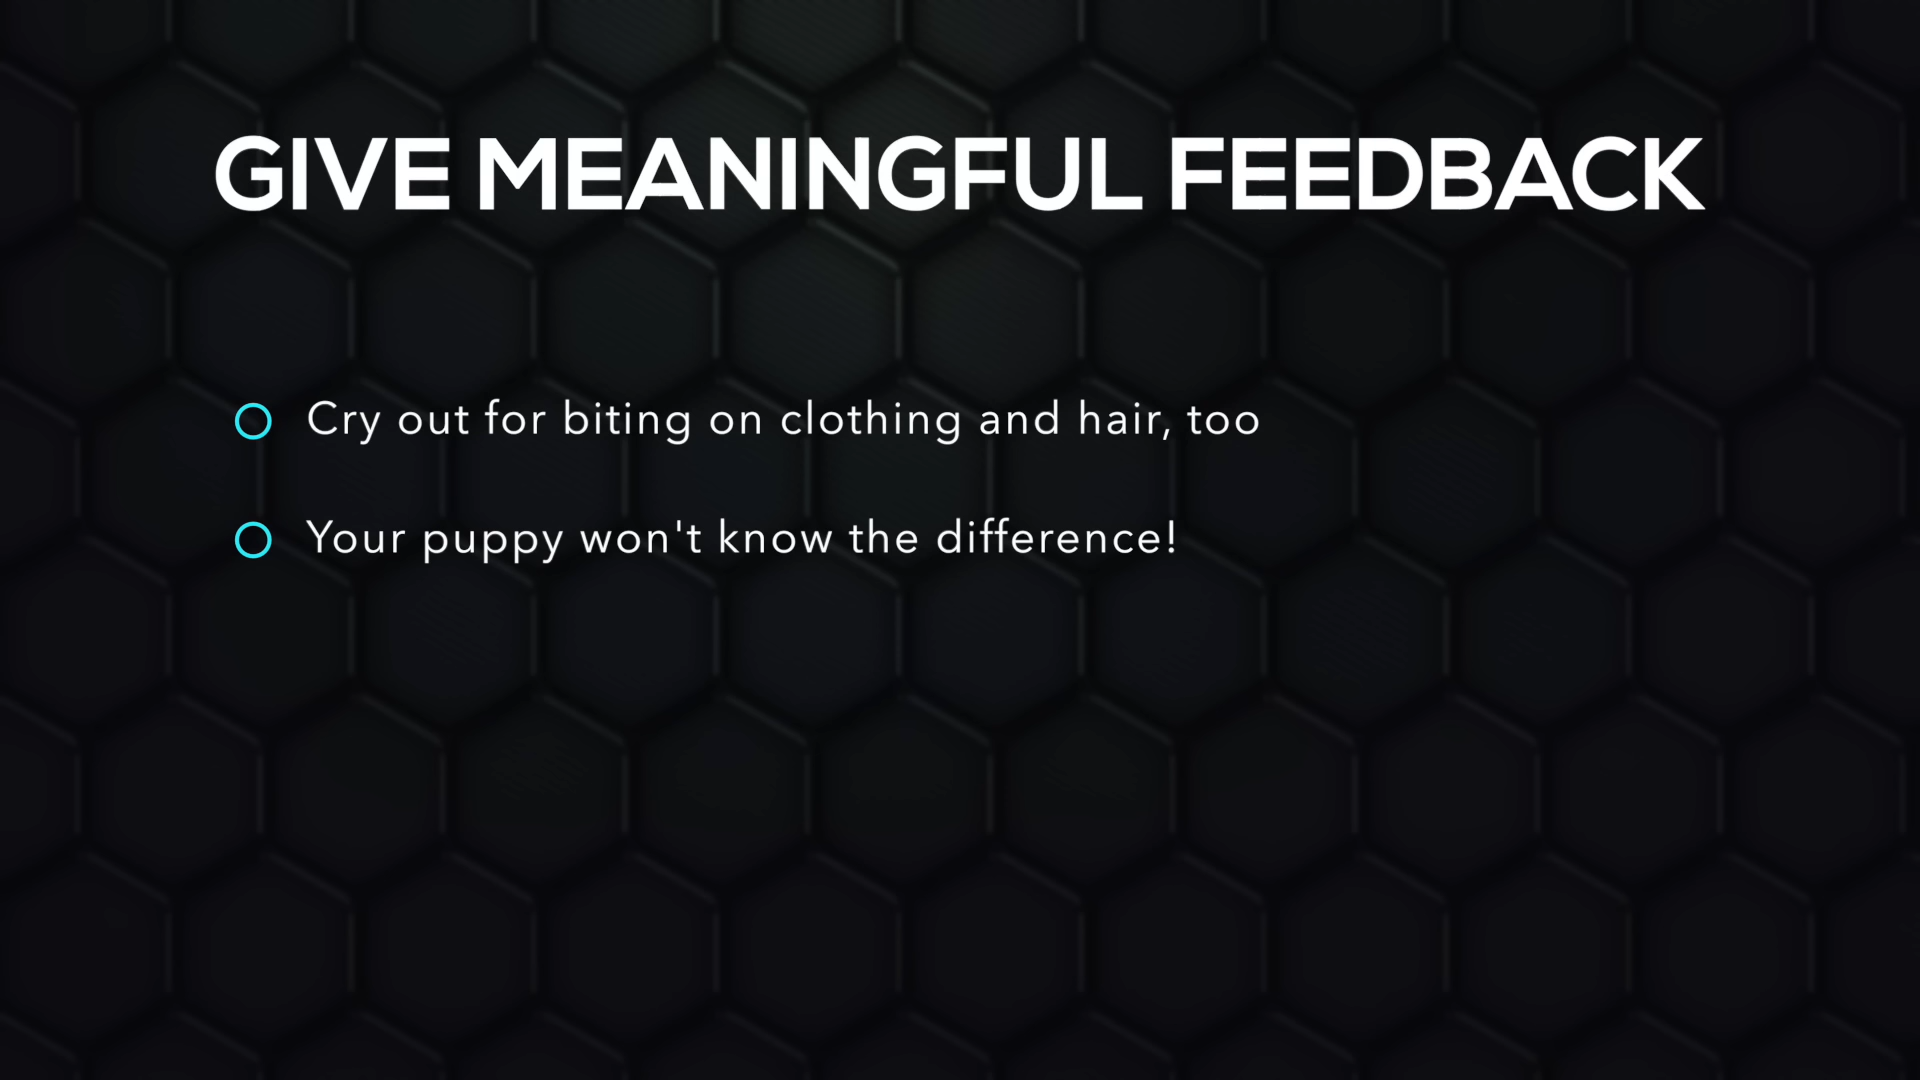 GIVE MEANINGFUL FEEDBACK
Cry out for biting on clothing and hair, too
Your puppy won't know the difference!